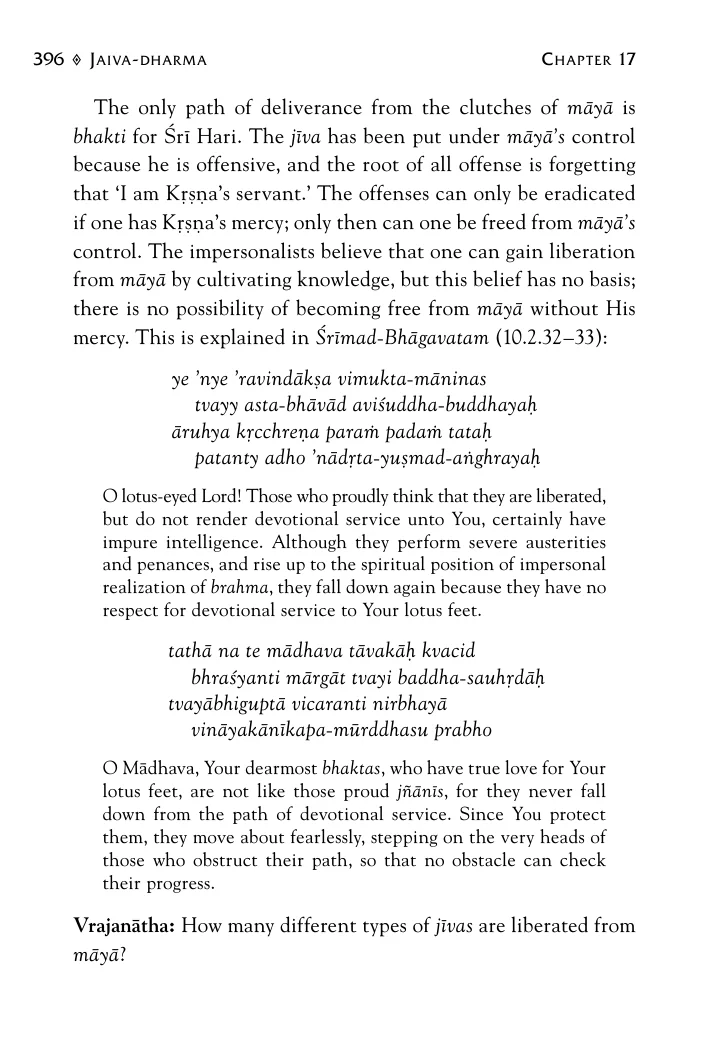 396 ◈ JAIVA-DHARMA CHAPTER 17
The only path of deliverance from the clutches of māyā is
bhakti for Śrī Hari. The jīva has been put under māyā's control
because he is offensive, and the root of all offense is forgetting
that ‘I am Kṛṣṇa's servant.’ The offenses can only be eradicated
if one has Kṛṣṇa's mercy; only then can one be freed from māyā's
control. The impersonalists believe that one can gain liberation
from māyā by cultivating knowledge, but this belief has no basis;
there is no possibility of becoming free from māyā without His
mercy. This is explained in Śrīmad-Bhāgavatam (10.2.32–33):
ye ’nye ’ravindākṣa vimukta-māninas
tvayy asta-bhāvād aviśuddha-buddhayaḥ
āruhya kṛcchreṇa paraṁ padaṁ tataḥ
patanty adho ’nādṛta-yuṣmad-aṅghrayaḥ
O lotus-eyed Lord! Those who proudly think that they are liberated,
but do not render devotional service unto You, certainly have
impure intelligence. Although they perform severe austerities
and penances, and rise up to the spiritual position of impersonal
realization of brahma, they fall down again because they have no
respect for devotional service to Your lotus feet.
tathā na te mādhava tāvakāḥ kvacid
bhraśyanti mārgāt tvayi baddha-sauhṛdāḥ
tvayābhiguptā vicaranti nirbhayā
vināyakānīkapa-mūrddhasu prabho
O Mādhava, Your dearmost bhaktas, who have true love for Your
lotus feet, are not like those proud jñānīs, for they never fall
down from the path of devotional service. Since You protect
them, they move about fearlessly, stepping on the very heads of
those who obstruct their path, so that no obstacle can check
their progress.
Vrajanātha: How many different types of jīvas are liberated from
māyā?